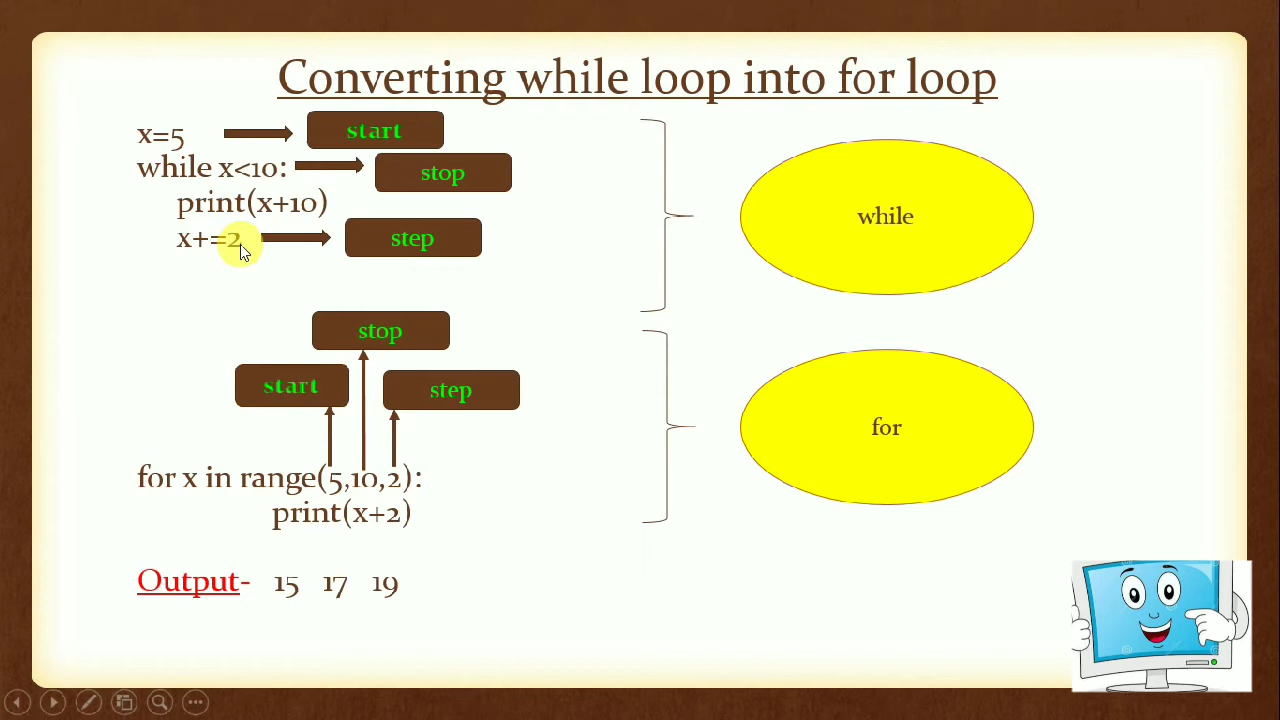 Converting while loop into for loop
x=5 start
while x<10: stop
print(x+10)
x+=2 step
while
stop
start step
for
for x in range(5,10,2):
print(x+2)
Output- 15 17 19